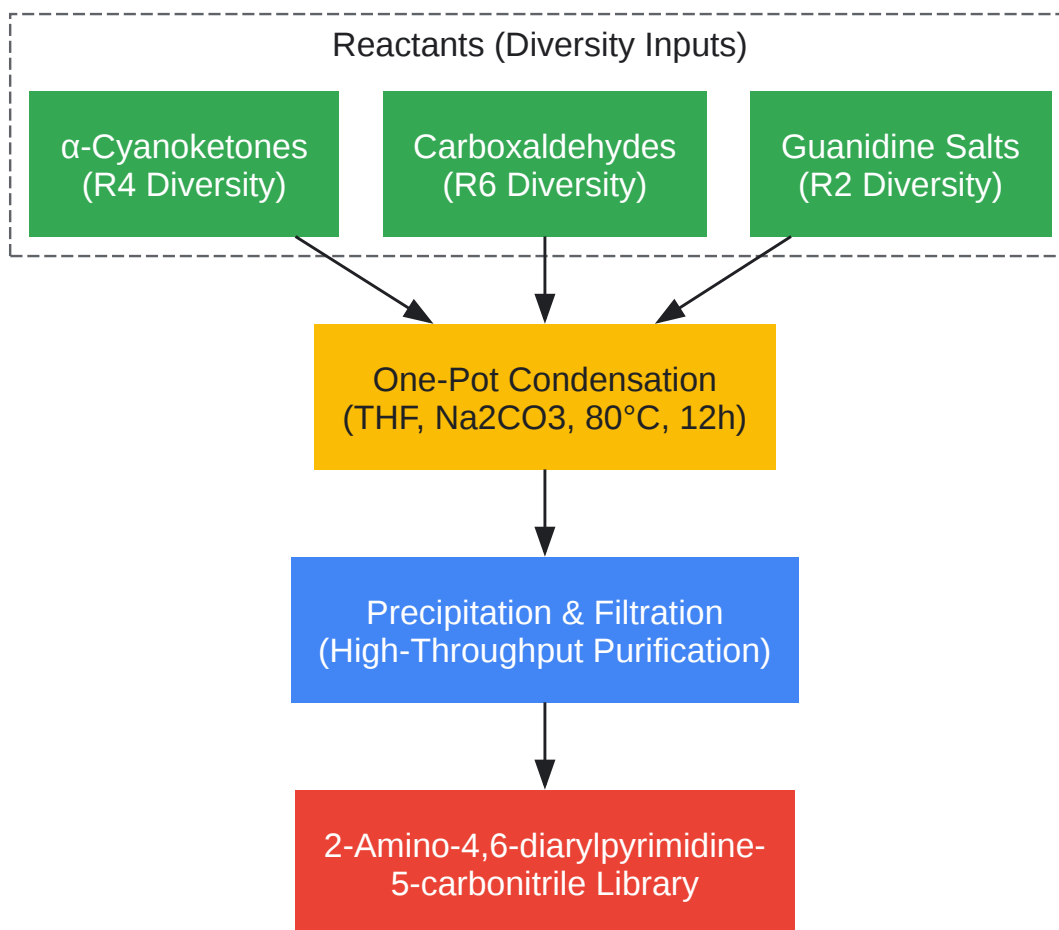 Reactants (Diversity Inputs)
α-Cyanoketones
(R4 Diversity)
Carboxaldehydes
(R6 Diversity)
Guanidine Salts
(R2 Diversity)
One-Pot Condensation
(THF, Na2CO3, 80°C, 12h)
Precipitation & Filtration
(High-Throughput Purification)
2-Amino-4,6-diarylpyrimidine-
5-carbonitrile Library